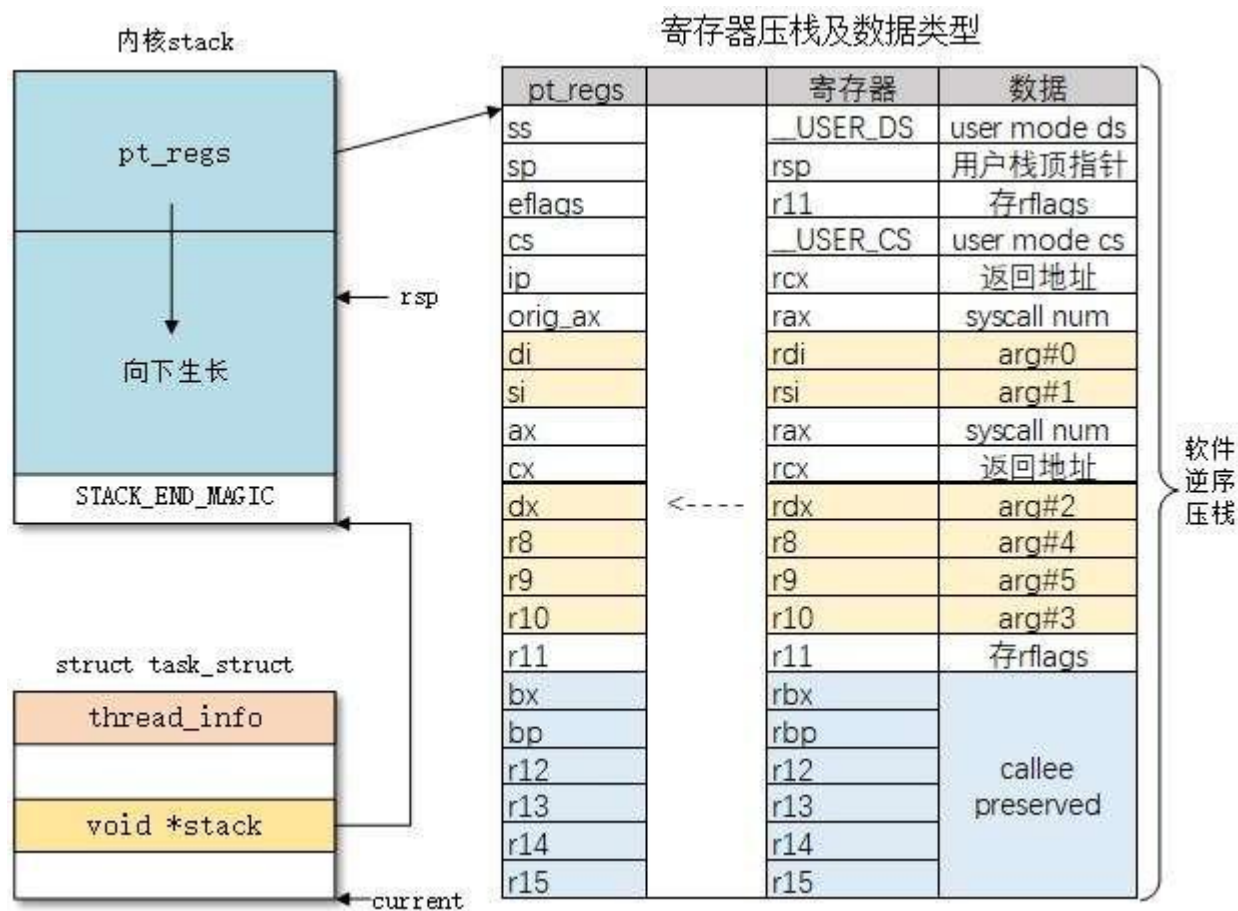 寄存器压栈及数据类型
内核stack
pt_regs
向下生长
STACK_END_MAGIC
rsp
struct task_struct
thread_info
void *stack
current
pt_regs 寄存器 数据
ss __USER_DS user mode ds
sp rsp 用户栈顶指针
eflags r11 存rflags
cs __USER_CS user mode cs
ip rcx 返回地址
orig_ax rax syscall num
di rdi arg#0
si rsi arg#1
ax rax syscall num
cx rcx 返回地址
dx <---- rdx arg#2
r8 r8 arg#4
r9 r9 arg#5
r10 r10 arg#3
r11 r11 存rflags
bx rbx
bp rbp
r12 r12
r13 r13
r14 r14
r15 r15
callee
preserved
软件
逆序
压栈